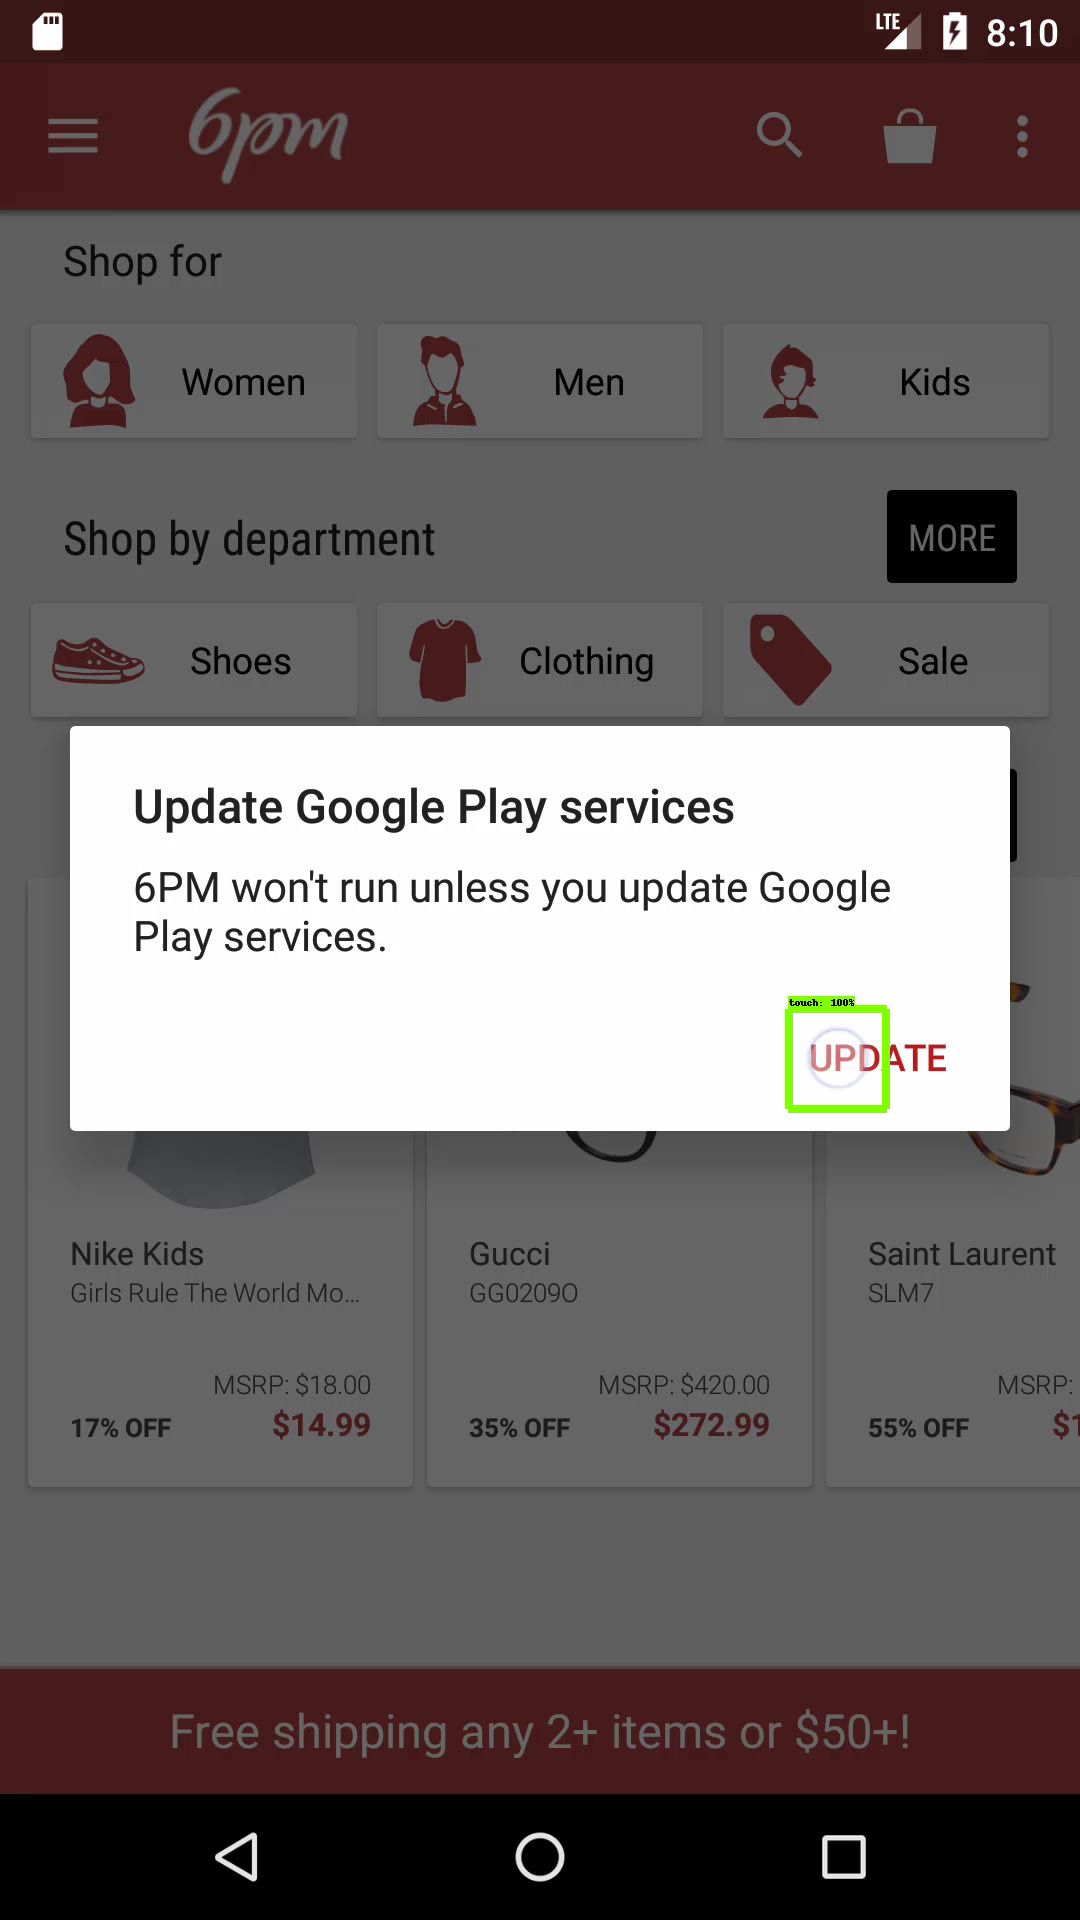 LTE 8:10
6pm
Shop for
Women Men Kids
Shop by department MORE
Shoes Clothing Sale
Update Google Play services
6PM won't run unless you update Google
Play services.
touch: 100%
UPDATE
Nike Kids Gucci Saint Laurent
Girls Rule The World Mo... GG0209O SLM7
MSRP: $18.00 MSRP: $420.00 MSRP:
17% OFF $14.99 35% OFF $272.99 55% OFF $1
Free shipping any 2+ items or $50+!